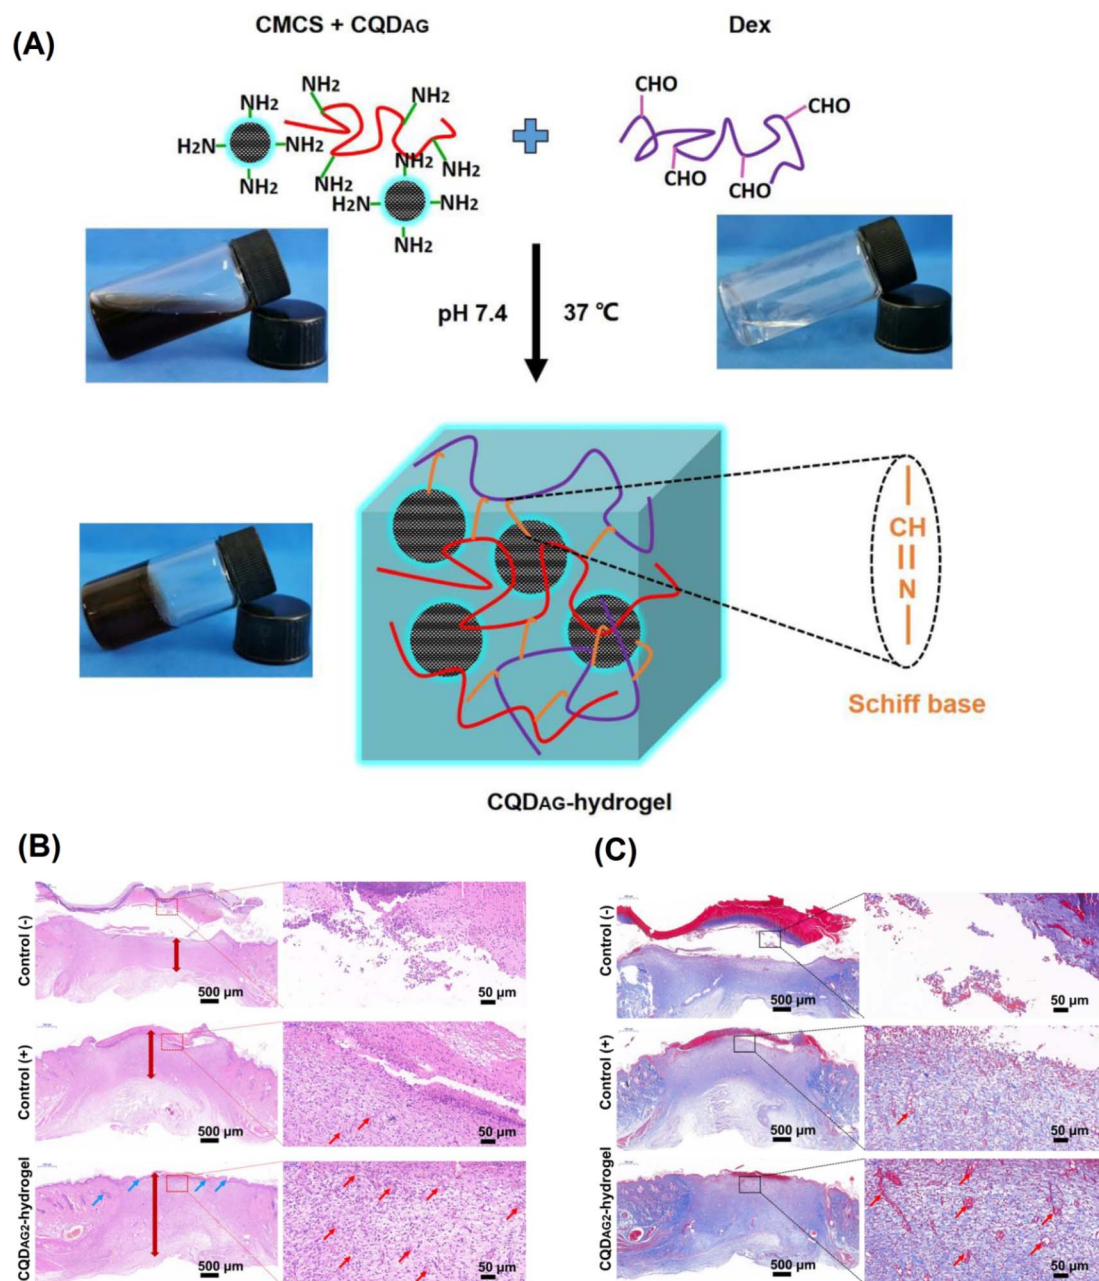 (A)
CMCS + CQDAG
Dex
NH2
NH2
CHO
CHO
NH2
H2N
NH2
NH2
NH2
NH2
NH2
CHO
CHO
H2N
NH2
NH2
pH 7.4
37 ℃
CH
N
Schiff base
CQDAG-hydrogel
(B)
(C)
Control (-)
500 µm
50 µm
Control (-)
500 µm
50 µm
Control (+)
500 µm
50 µm
Control (+)
500 µm
50 µm
CQDAG2-hydrogel
500 µm
50 µm
CQDAG2-hydrogel
500 µm
50 µm